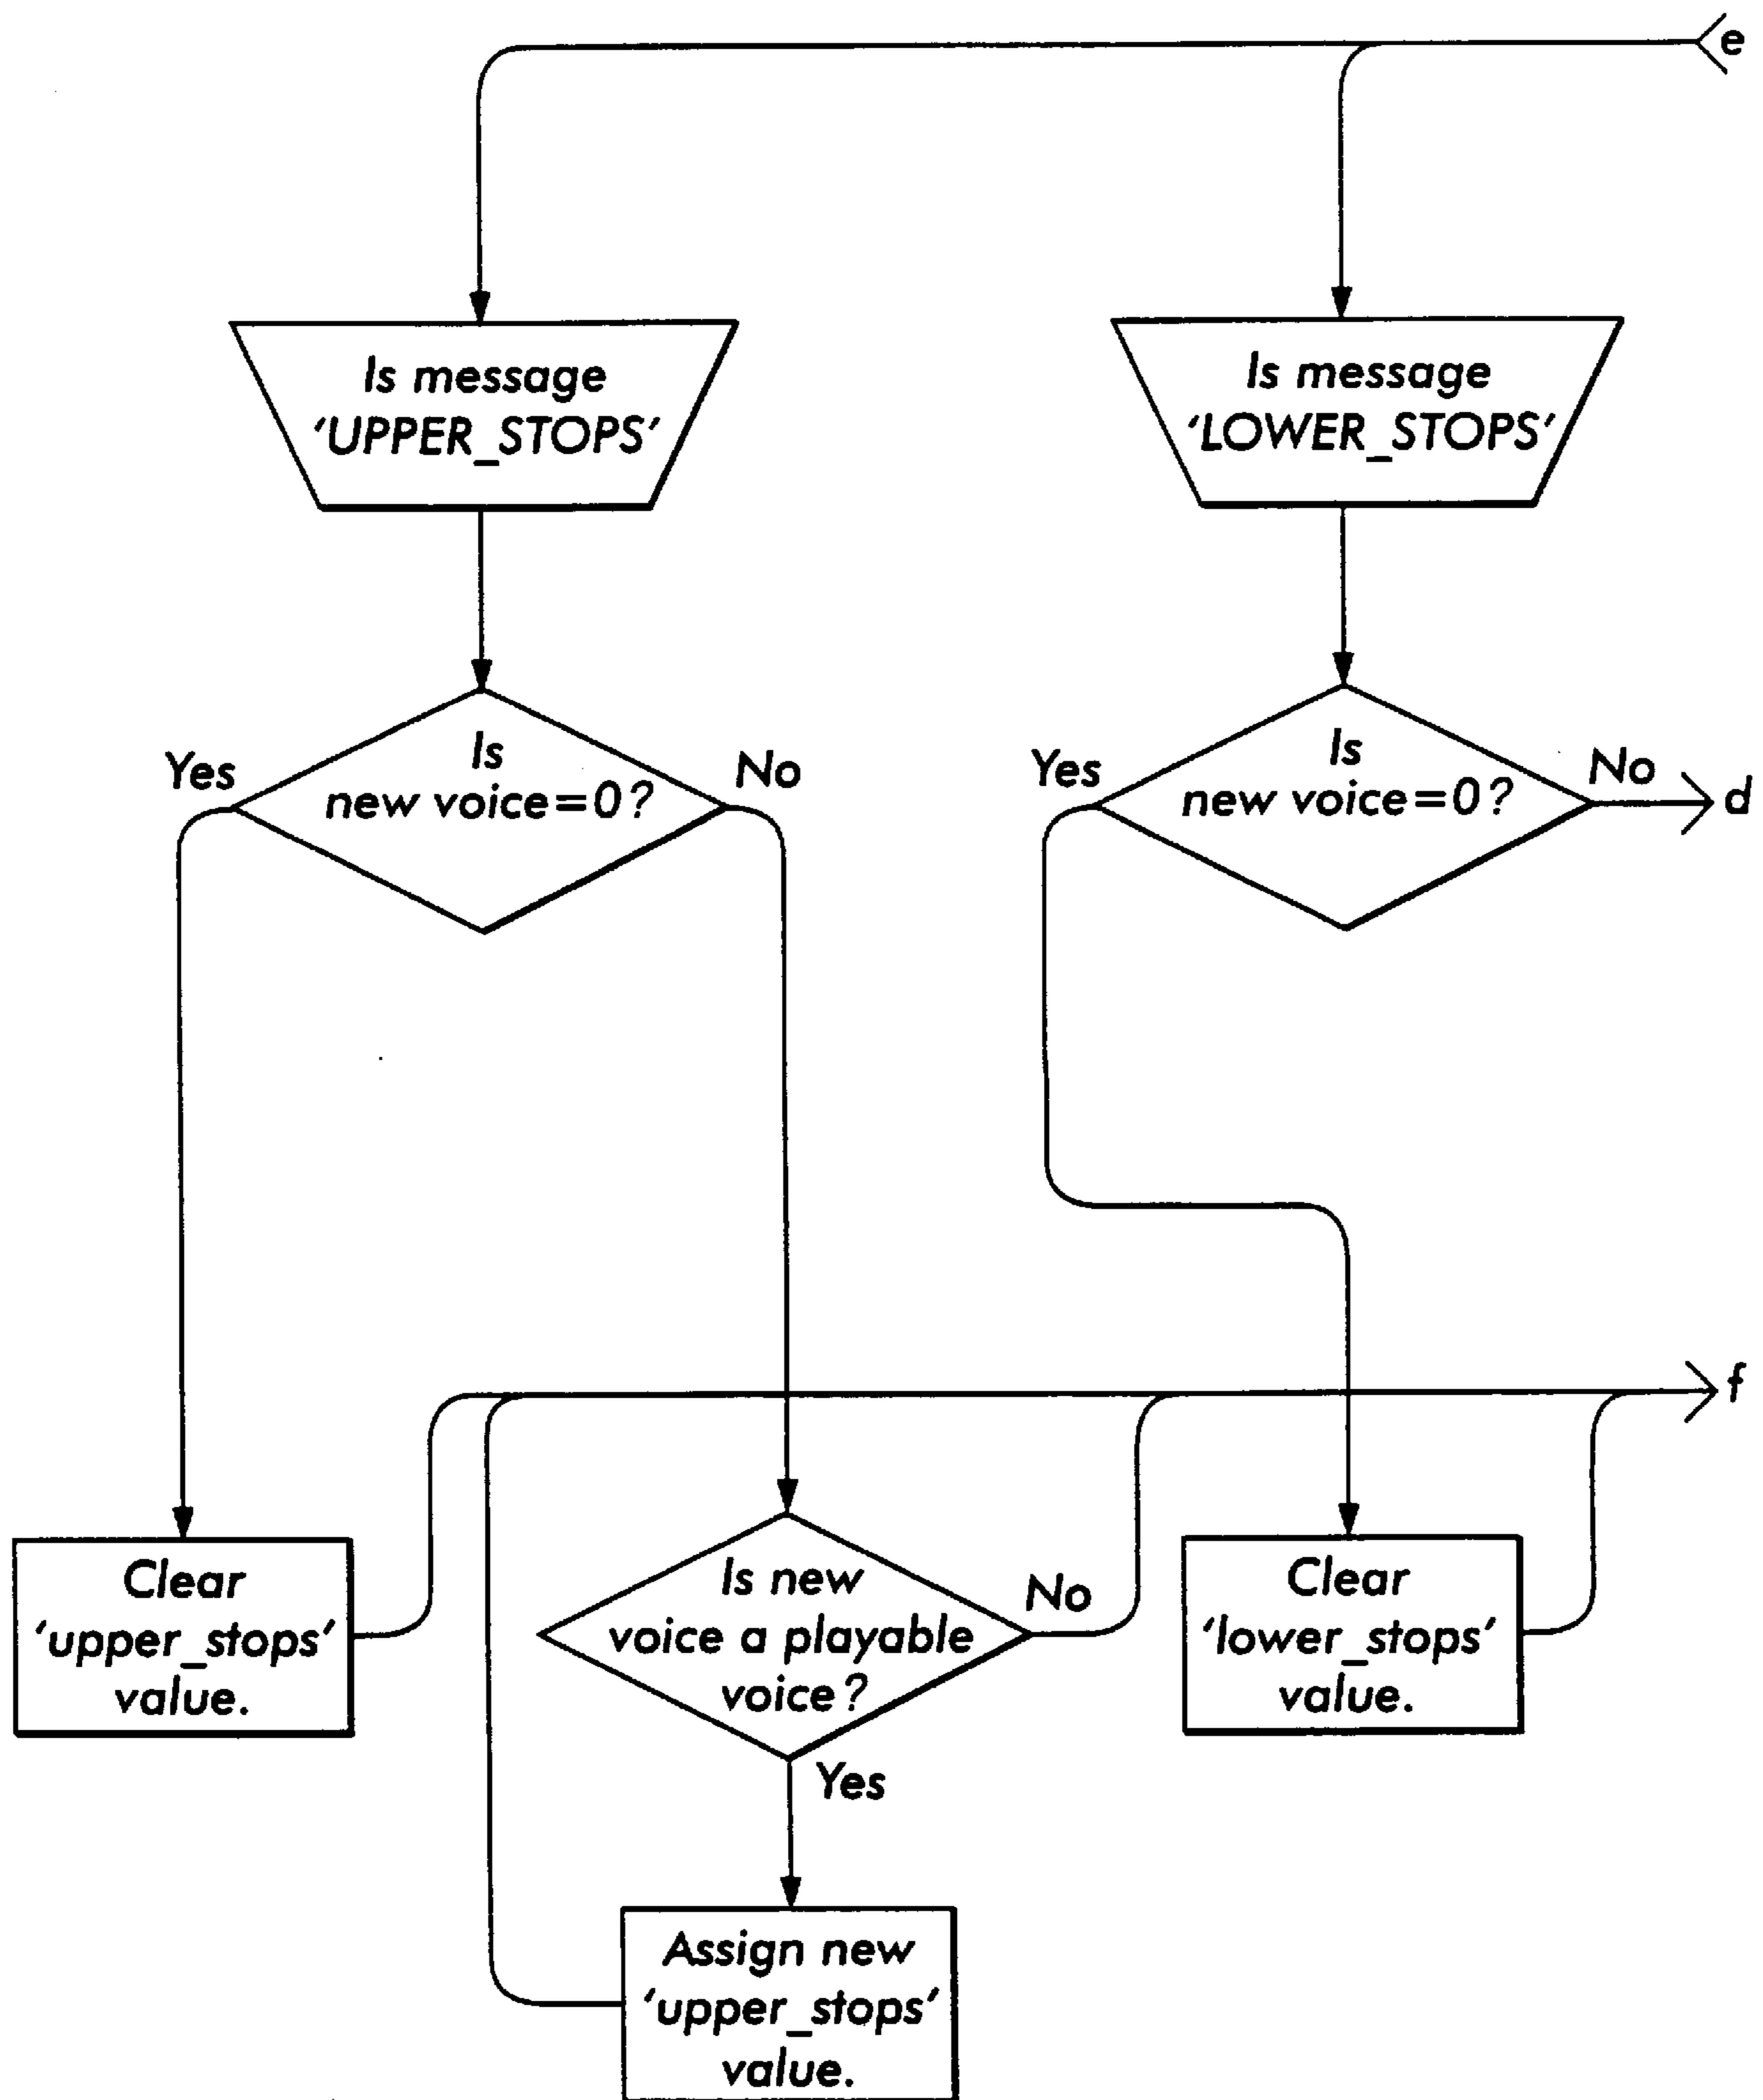 e
Is message
'UPPER_STOPS'
Is message
'LOWER_STOPS'
Yes
Is
new voice=0?
No
Yes
Is
new voice=0?
No
d
f
Clear
'upper_stops'
value.
Is new
voice a playable
voice?
No
Yes
Clear
'lower_stops'
value.
Assign new
'upper_stops'
value.